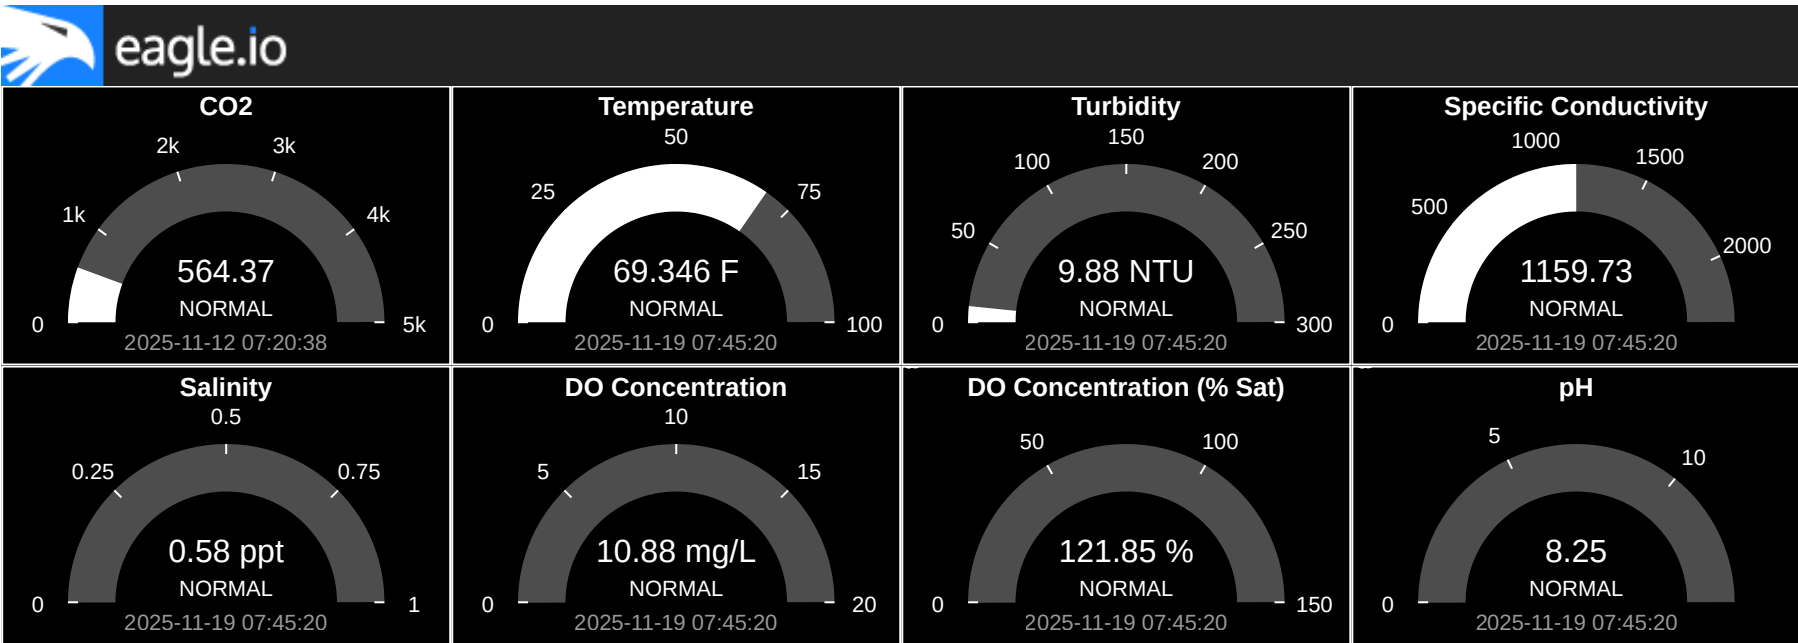 eagle.io
CO2
0
1k
2k
3k
4k
5k
564.37
NORMAL
2025-11-12 07:20:38
Temperature
0
25
50
75
100
69.346 F
NORMAL
2025-11-19 07:45:20
Turbidity
0
50
100
150
200
250
300
9.88 NTU
NORMAL
2025-11-19 07:45:20
Specific Conductivity
0
500
1000
1500
2000
1159.73
NORMAL
2025-11-19 07:45:20
Salinity
0
0.25
0.5
0.75
1
0.58 ppt
NORMAL
2025-11-19 07:45:20
DO Concentration
0
5
10
15
20
10.88 mg/L
NORMAL
2025-11-19 07:45:20
DO Concentration (% Sat)
0
50
100
150
121.85 %
NORMAL
2025-11-19 07:45:20
pH
0
5
10
8.25
NORMAL
2025-11-19 07:45:20